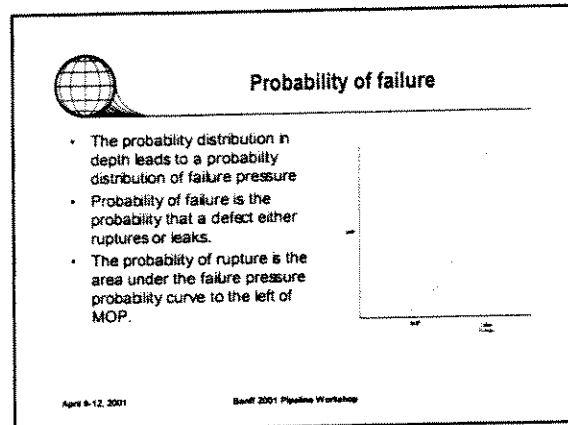 Probability of failure
• The probability distribution in
depth leads to a probability
distribution of failure pressure
• Probability of failure is the
probability that a defect either
ruptures or leaks.
• The probability of rupture is the
area under the failure pressure
probability curve to the left of
MOP.
April 9-12, 2001
Banff 2001 Pipeline Workshop